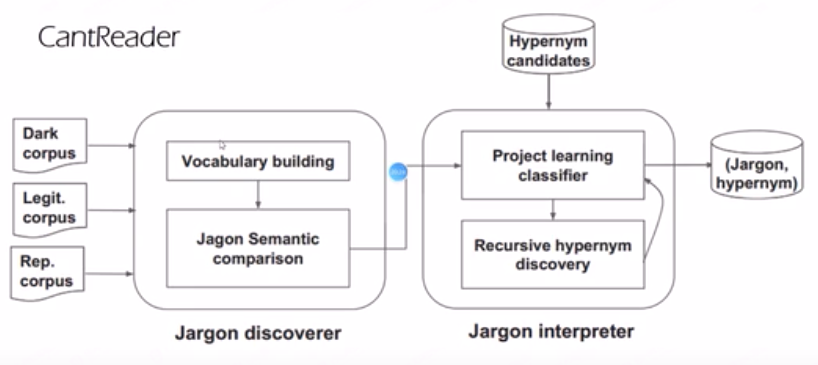 CantReader
Hypernym
candidates
Dark
corpus
Legit.
corpus
Rep.
corpus
Vocabulary building
Jagon Semantic
comparison
Jargon discoverer
Project learning
classifier
Recursive hypernym
discovery
Jargon interpreter
(Jargon,
hypernym)